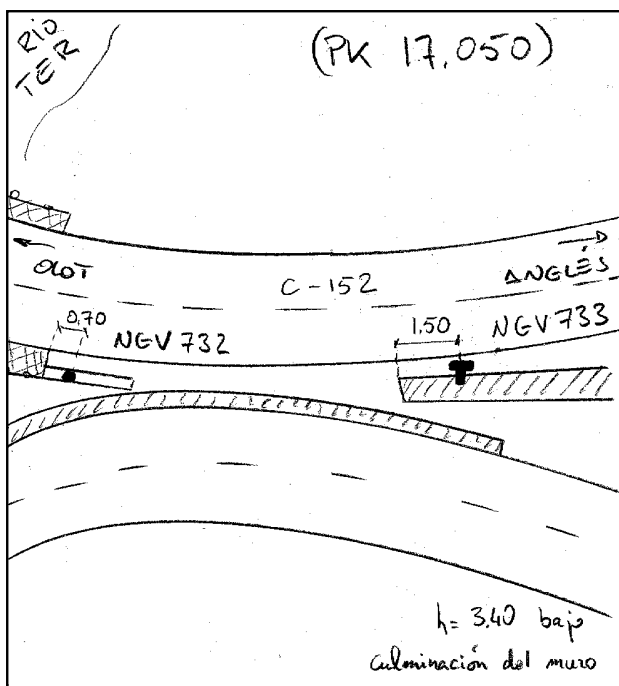 RIO
TER
(PK 17,050)
OLOT
C-152
ANGLÉS
0,70
NGV 732
1.50
NGV 733
h= 3.40 bajo
culminación del muro